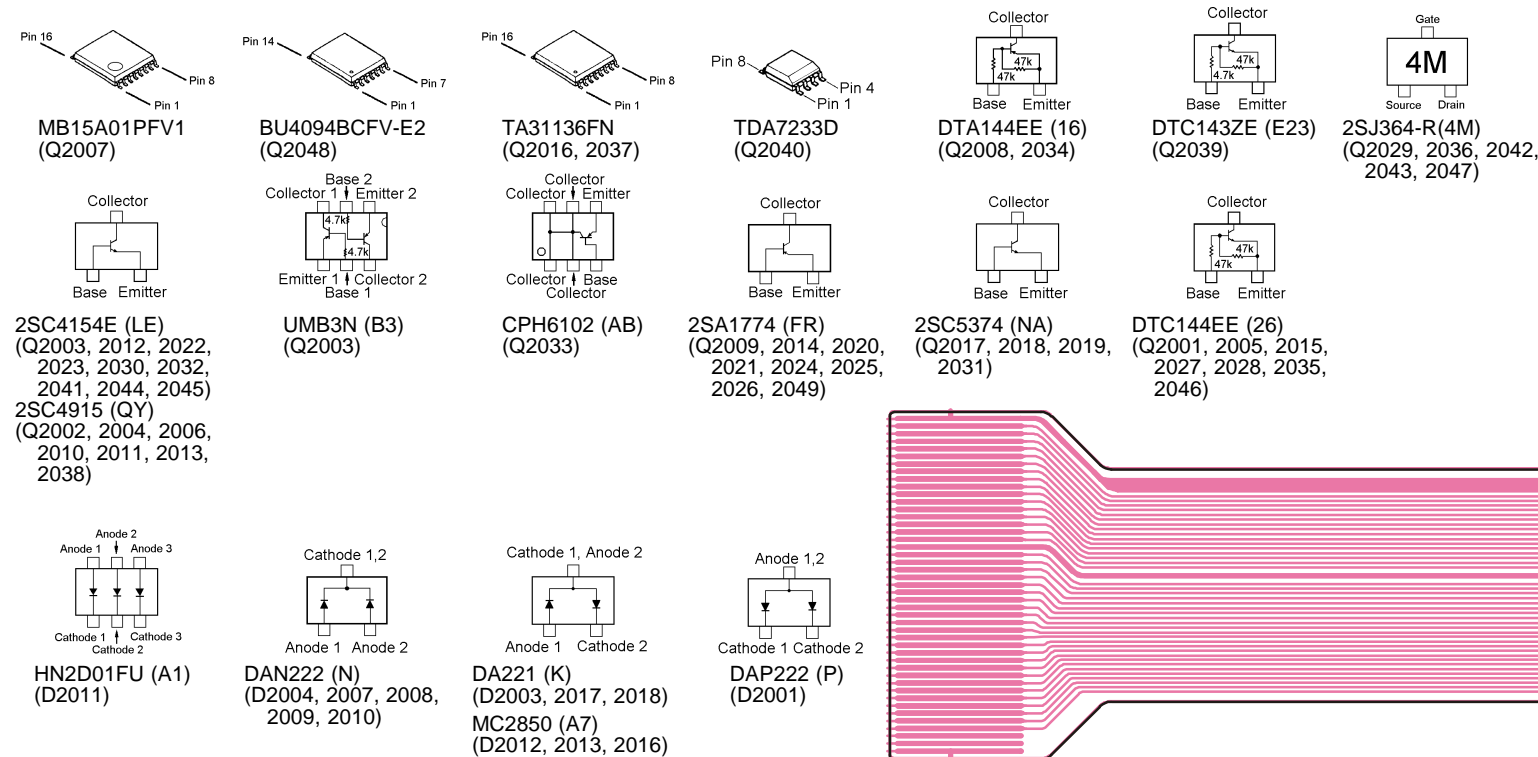 Pin 16
Pin 8
Pin 1
MB15A01PFV1
(Q2007)
Pin 14
Pin 7
Pin 1
BU4094BCFV-E2
(Q2048)
Pin 16
Pin 8
Pin 1
TA31136FN
(Q2016, 2037)
Pin 8
Pin 4
Pin 1
TDA7233D
(Q2040)
Collector
47k
47k
Base Emitter
DTA144EE (16)
(Q2008, 2034)
Collector
47k
4.7k
Base Emitter
DTC143ZE (E23)
(Q2039)
Gate
4M
Source Drain
2SJ364-R(4M)
(Q2029, 2036, 2042,
2043, 2047)
Collector
Base Emitter
2SC4154E (LE)
(Q2003, 2012, 2022,
2023, 2030, 2032,
2041, 2044, 2045)
2SC4915 (QY)
(Q2002, 2004, 2006,
2010, 2011, 2013,
2038)
Base 2
Collector 1 Emitter 2
4.7k
4.7k
Emitter 1 Collector 2
Base 1
UMB3N (B3)
(Q2003)
Collector
Collector Emitter
Collector Base
Collector
CPH6102 (AB)
(Q2033)
Collector
Base Emitter
2SA1774 (FR)
(Q2009, 2014, 2020,
2021, 2024, 2025,
2026, 2049)
Collector
Base Emitter
2SC5374 (NA)
(Q2017, 2018, 2019,
2031)
Collector
47k
47k
Base Emitter
DTC144EE (26)
(Q2001, 2005, 2015,
2027, 2028, 2035,
2046)
Anode 2
Anode 1 Anode 3
Cathode 1 Cathode 3
Cathode 2
HN2D01FU (A1)
(D2011)
Cathode 1,2
Anode 1 Anode 2
DAN222 (N)
(D2004, 2007, 2008,
2009, 2010)
Cathode 1, Anode 2
Anode 1 Cathode 2
DA221 (K)
(D2003, 2017, 2018)
MC2850 (A7)
(D2012, 2013, 2016)
Anode 1,2
Cathode 1 Cathode 2
DAP222 (P)
(D2001)